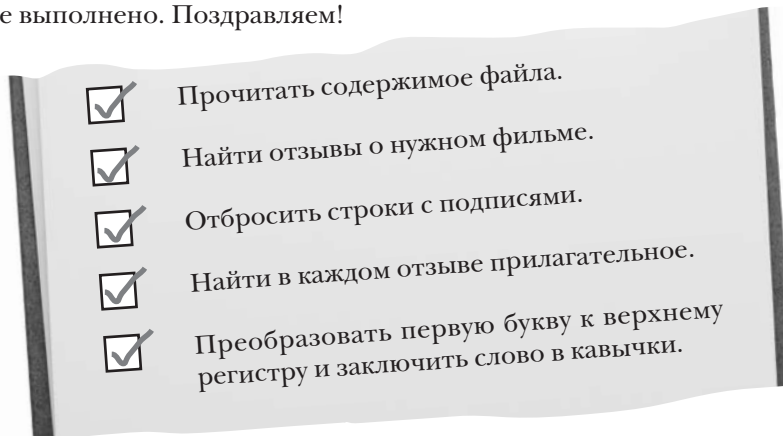 е выполнено. Поздравляем!
Прочитать содержимое файла.
Найти отзывы о нужном фильме.
Отбросить строки с подписями.
Найти в каждом отзыве прилагательное.
Преобразовать первую букву к верхнему
регистру и заключить слово в кавычки.